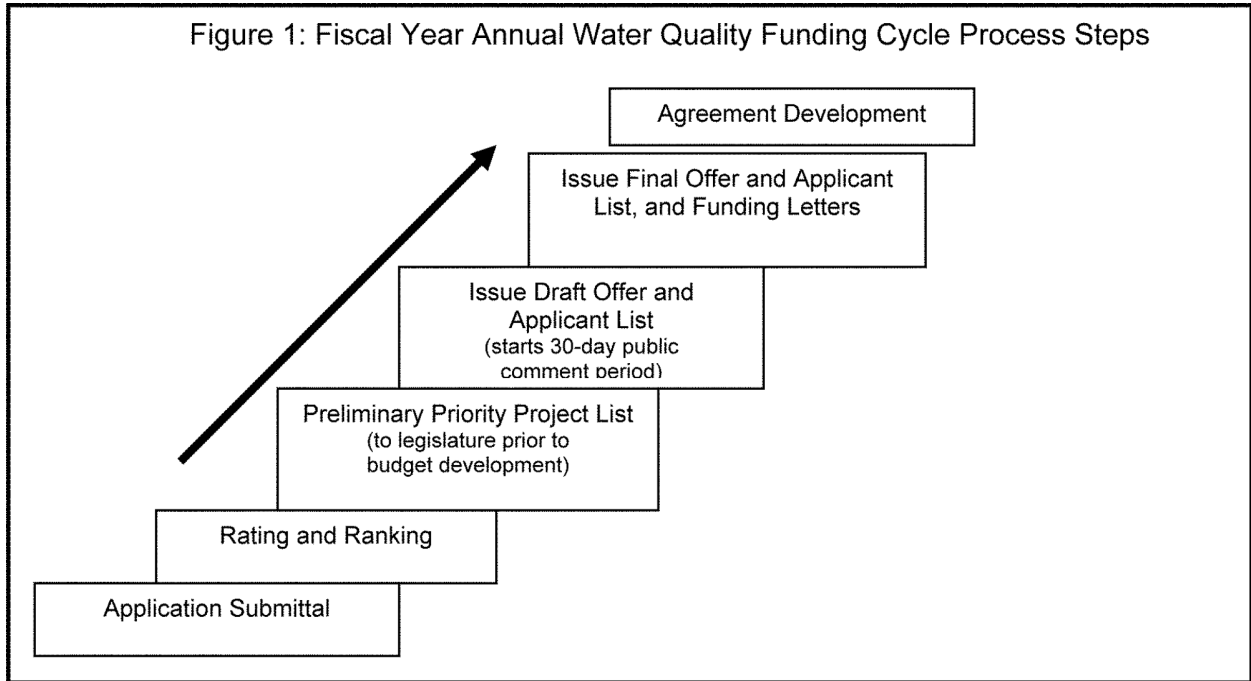 Figure 1: Fiscal Year Annual Water Quality Funding Cycle Process Steps
Agreement Development
Issue Final Offer and Applicant
List, and Funding Letters
Issue Draft Offer and
Applicant List
(starts 30-day public
comment period)
Preliminary Priority Project List
(to legislature prior to
budget development)
Rating and Ranking
Application Submittal